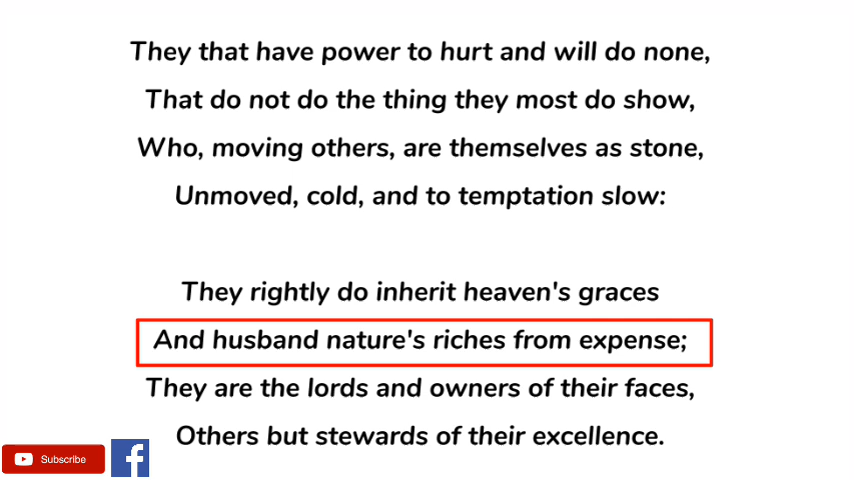 They that have power to hurt and will do none,
That do not do the thing they most do show,
Who, moving others, are themselves as stone,
Unmoved, cold, and to temptation slow:
They rightly do inherit heaven's graces
And husband nature's riches from expense;
They are the lords and owners of their faces,
Others but stewards of their excellence.
Subscribe